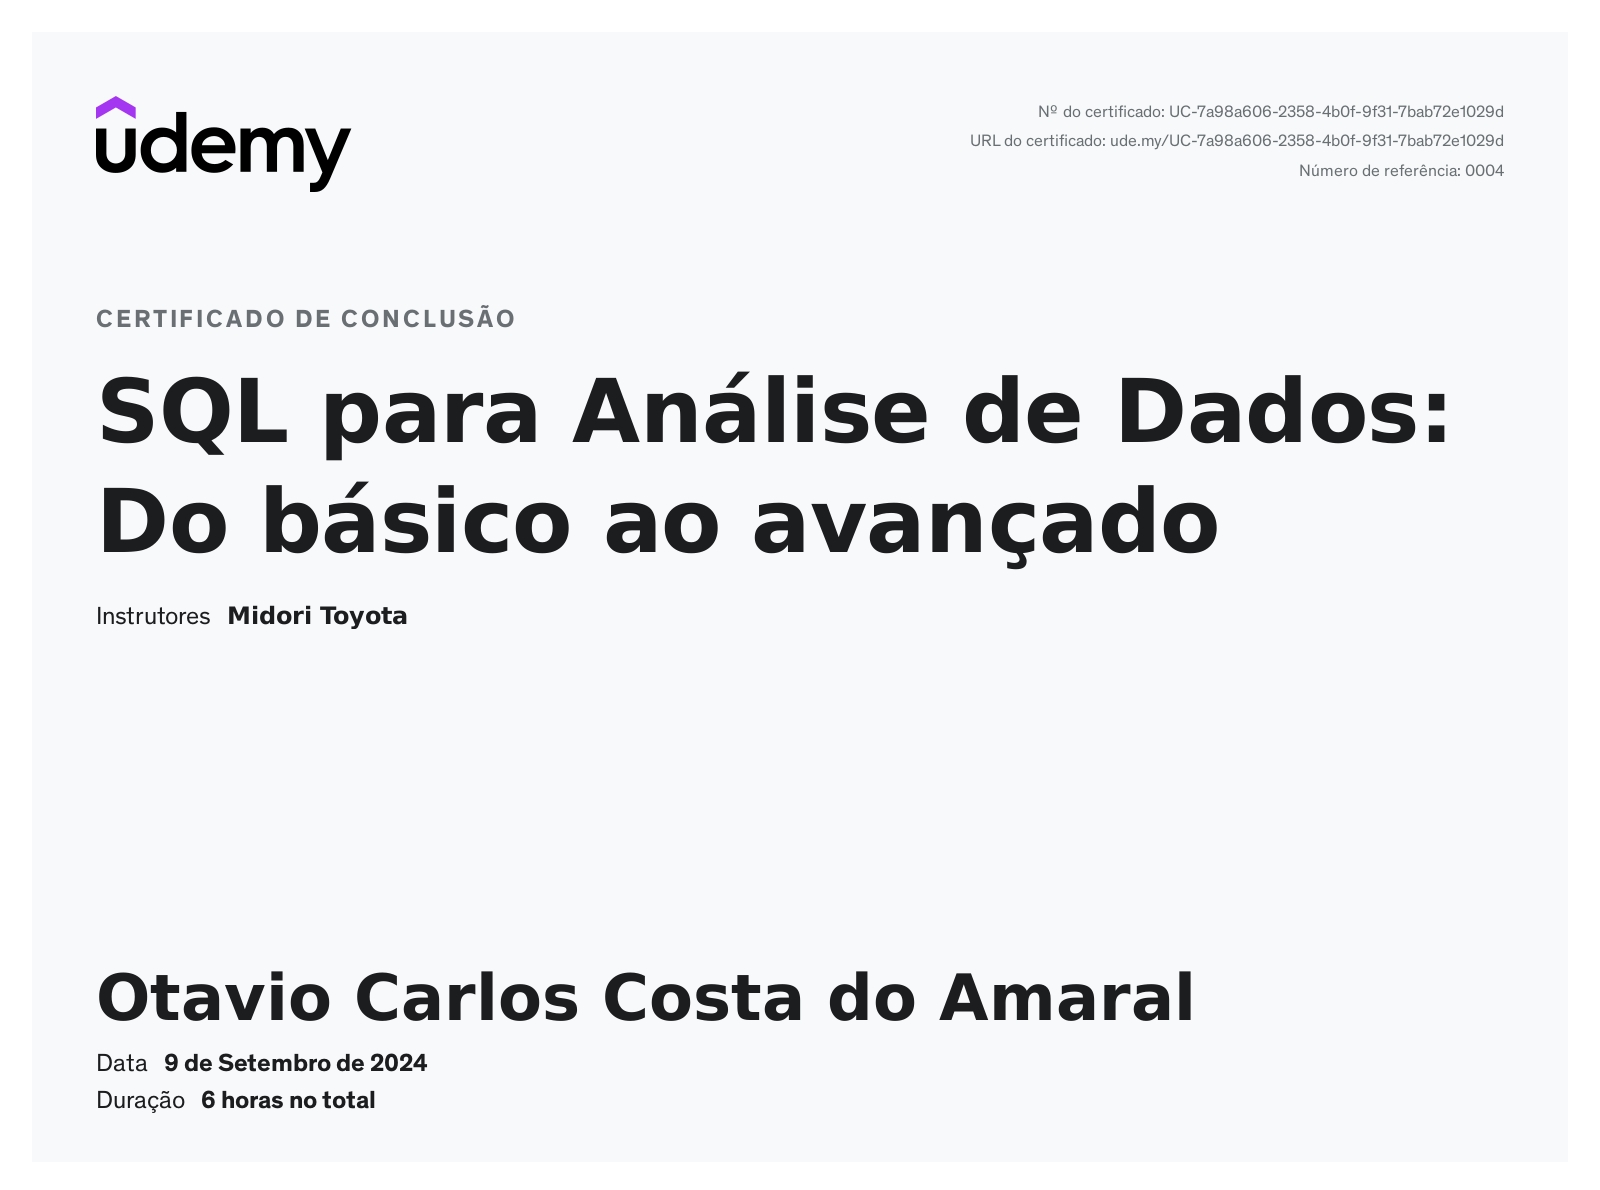 udemy
Nº do certificado: UC-7a98a606-2358-4b0f-9f31-7bab72e1029d
URL do certificado: ude.my/UC-7a98a606-2358-4b0f-9f31-7bab72e1029d
Número de referência: 0004
CERTIFICADO DE CONCLUSÃO
SQL para Análise de Dados:
Do básico ao avançado
Instrutores Midori Toyota
Otavio Carlos Costa do Amaral
Data 9 de Setembro de 2024
Duração 6 horas no total